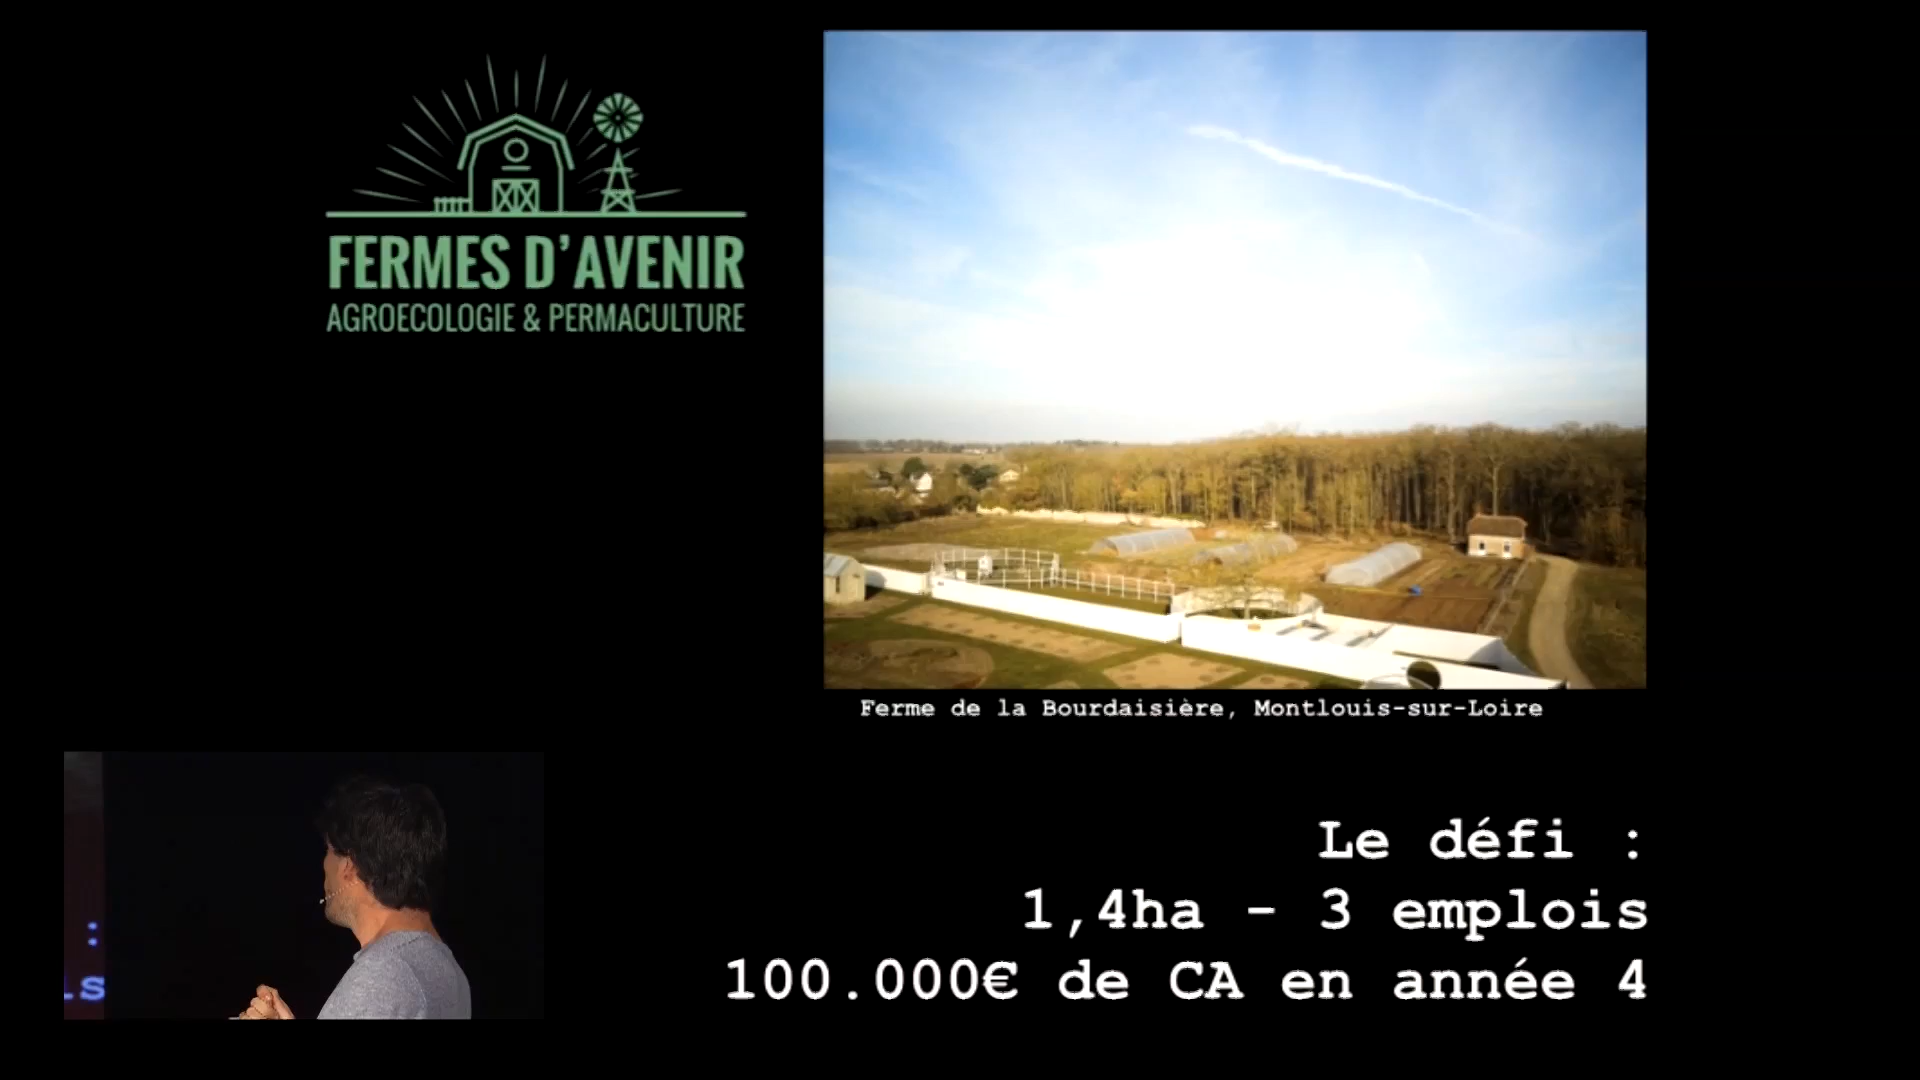 FERMES D'AVENIR
AGROECOLOGIE & PERMACULTURE
Ferme de la Bourdaisière, Montlouis-sur-Loire
Le défi :
1,4ha - 3 emplois
100.000€ de CA en année 4
:
is